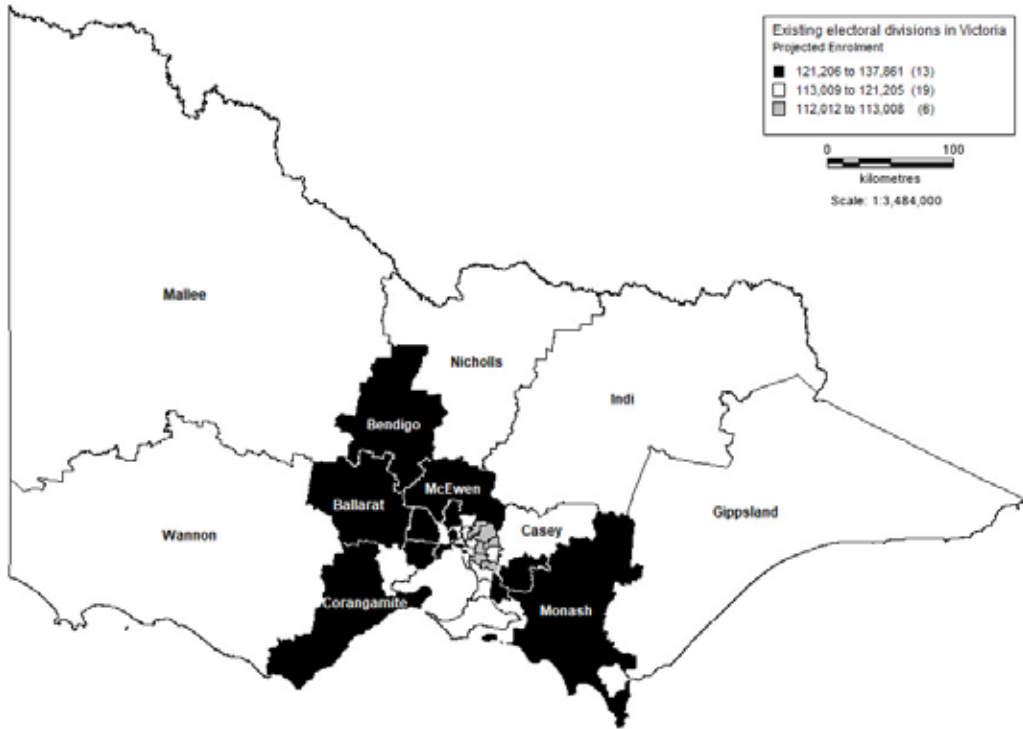 Existing electoral divisions in Victoria
Projected Enrolment
121,206 to 137,861 (13)
113,009 to 121,205 (19)
112,012 to 113,008 (6)
0 100
kilometres
Scale: 1:3,484,000
Mallee
Nicholls
Indi
Bendigo
McEwen
Ballarat
Gippsland
Casey
Wannon
Corangamite
Monash